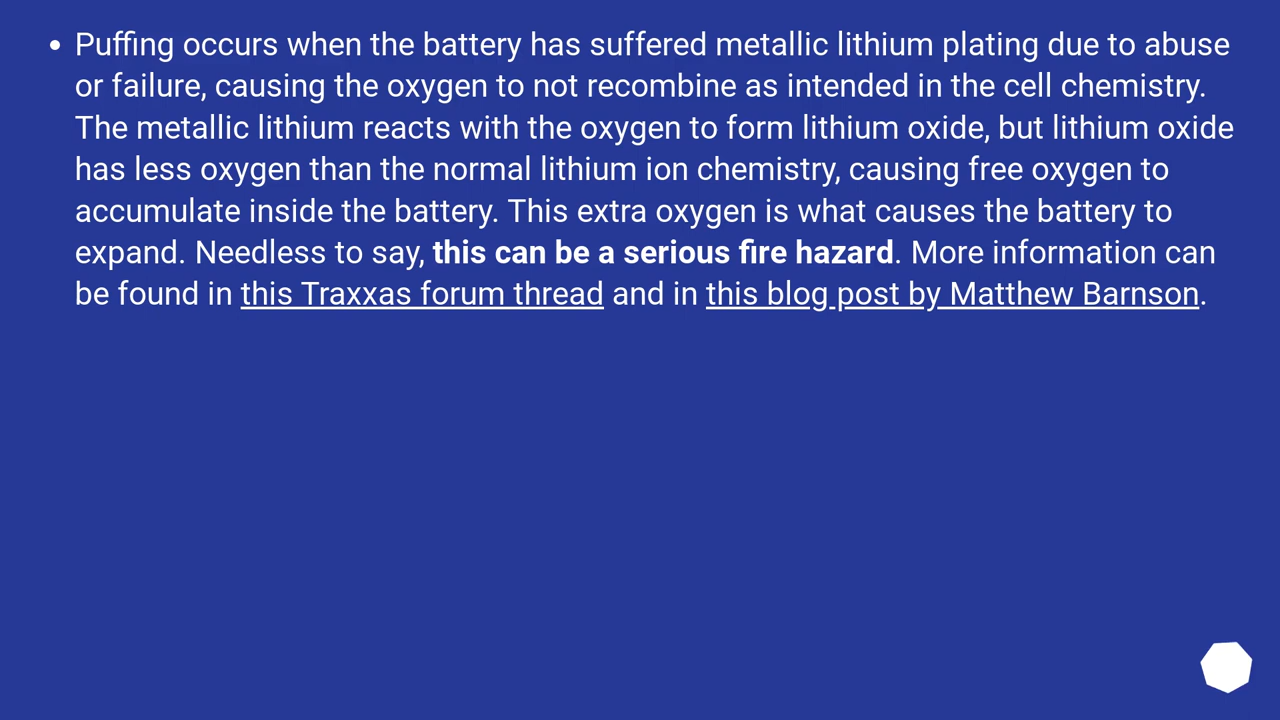 • Puffing occurs when the battery has suffered metallic lithium plating due to abuse
or failure, causing the oxygen to not recombine as intended in the cell chemistry.
The metallic lithium reacts with the oxygen to form lithium oxide, but lithium oxide
has less oxygen than the normal lithium ion chemistry, causing free oxygen to
accumulate inside the battery. This extra oxygen is what causes the battery to
expand. Needless to say, this can be a serious fire hazard. More information can
be found in this Traxxas forum thread and in this blog post by Matthew Barnson.